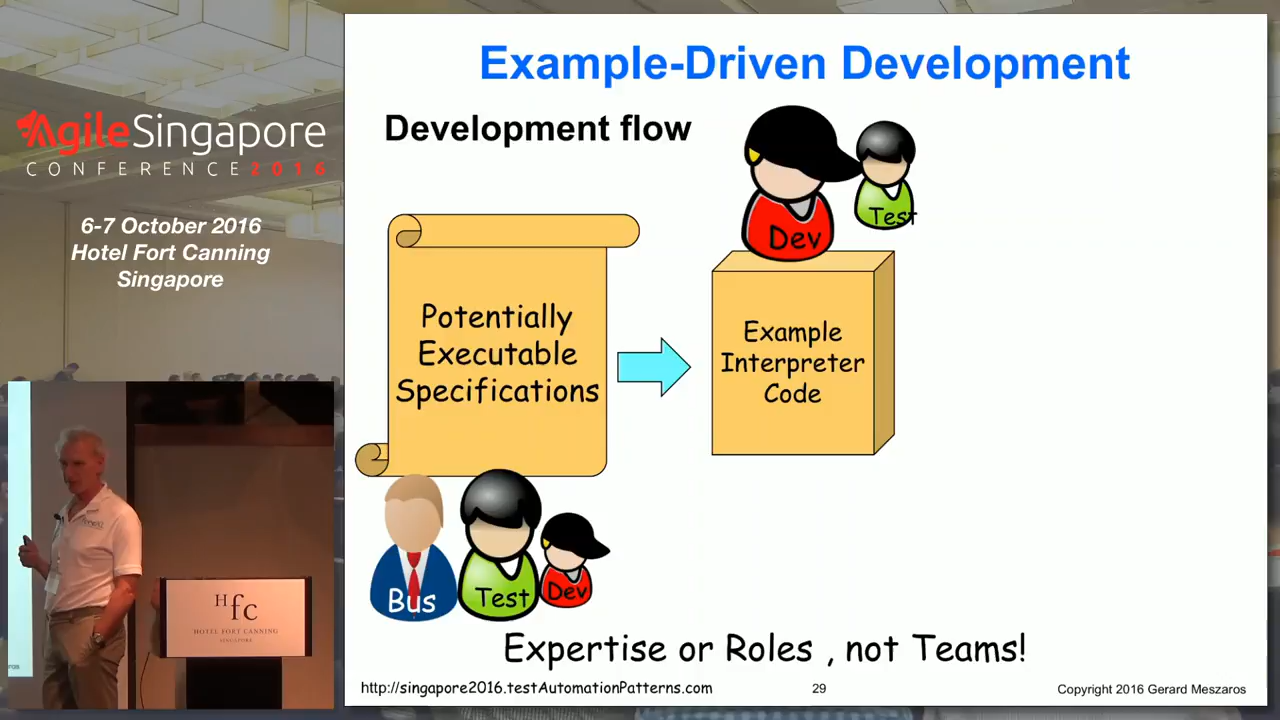 AgileSingapore
CONFERENCE 2016
6-7 October 2016
Hotel Fort Canning
Singapore
Example-Driven Development
Development flow
Dev
Test
Potentially
Executable
Specifications
Example
Interpreter
Code
Bus
Test
Dev
Expertise or Roles , not Teams!
http://singapore2016.testAutomationPatterns.com
29
Copyright 2016 Gerard Meszaros
Hfc
HOTEL FORT CANNING
SINGAPORE